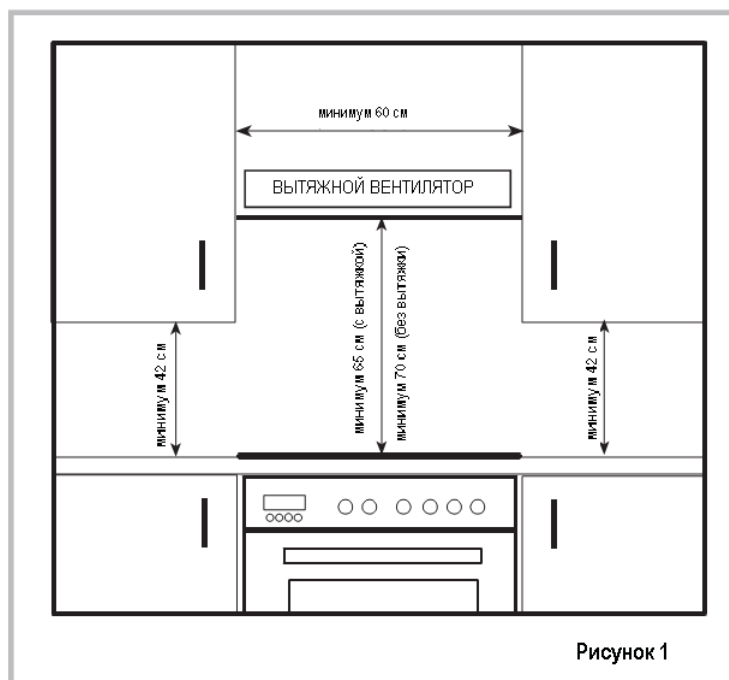 минимум 60 см
ВЫТЯЖНОЙ ВЕНТИЛЯТОР
минимум 42 см
минимум 65 см (с вытяжкой)
минимум 70 см (без вытяжки)
минимум 42 см
Рисунок 1